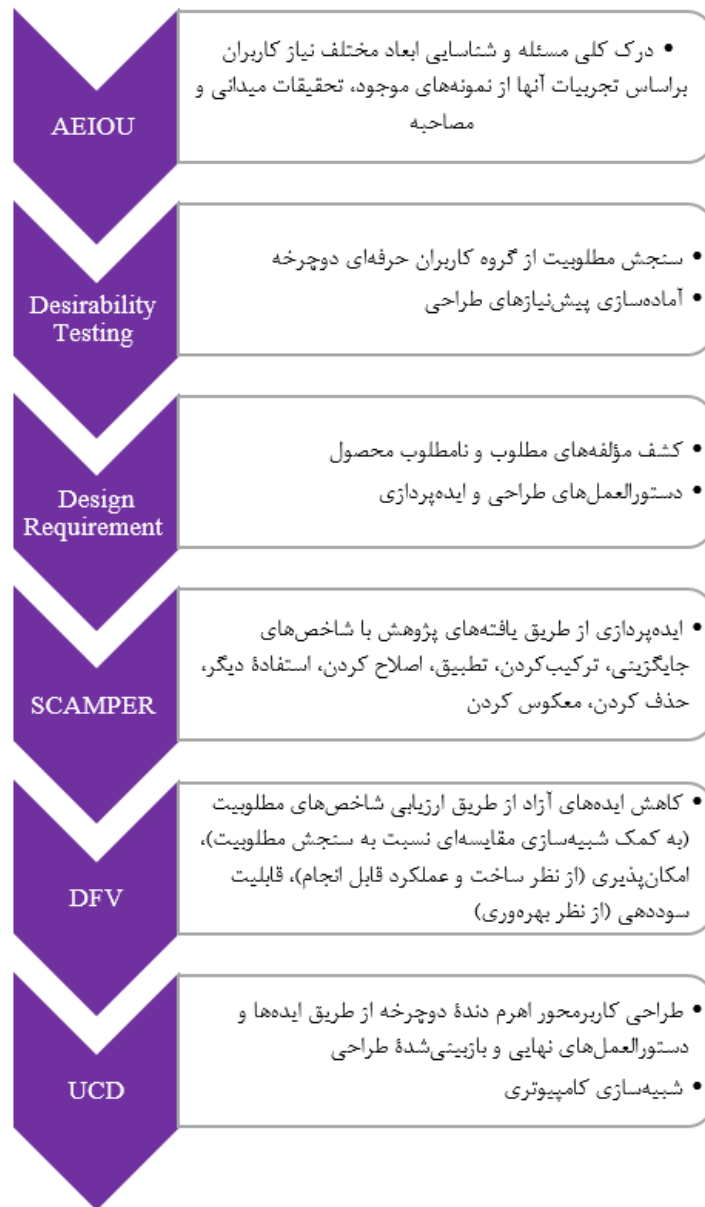 AEIOU
• درک کلی مسئله و شناسایی ابعاد مختلف نیاز کاربران
براساس تجربیات آنها از نمونه‌های موجود، تحقیقات میدانی و
مصاحبه
Desirability
Testing
• سنجش مطلوبیت از گروه کاربران حرفه‌ای دوچرخه
• آماده‌سازی پیش‌نیازهای طراحی
Design
Requirement
• کشف مؤلفه‌های مطلوب و نامطلوب محصول
• دستورالعمل‌های طراحی و ایده‌پردازی
SCAMPER
• ایده‌پردازی از طریق یافته‌های پژوهش با شاخص‌های
جایگزینی، ترکیب‌کردن، تطبیق، اصلاح کردن، استفادۀ دیگر،
حذف کردن، معکوس کردن
DFV
• کاهش ایده‌های آزاد از طریق ارزیابی شاخص‌های مطلوبیت
(به کمک شبیه‌سازی مقایسه‌ای نسبت به سنجش مطلوبیت)،
امکان‌پذیری (از نظر ساخت و عملکرد قابل انجام)، قابلیت
سوددهی (از نظر بهره‌وری)
UCD
• طراحی کاربرمحور اهرم دندۀ دوچرخه از طریق ایده‌ها و
دستورالعمل‌های نهایی و بازبینی‌شدۀ طراحی
• شبیه‌سازی کامپیوتری